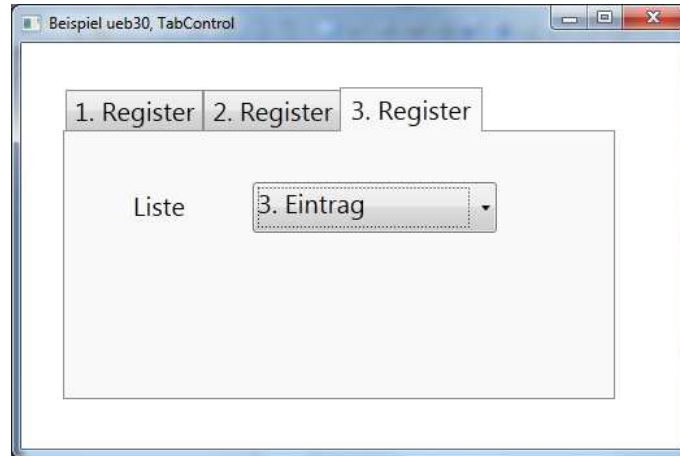 Beispiel ueb30, TabControl
1. Register 2. Register 3. Register
Liste 3. Eintrag